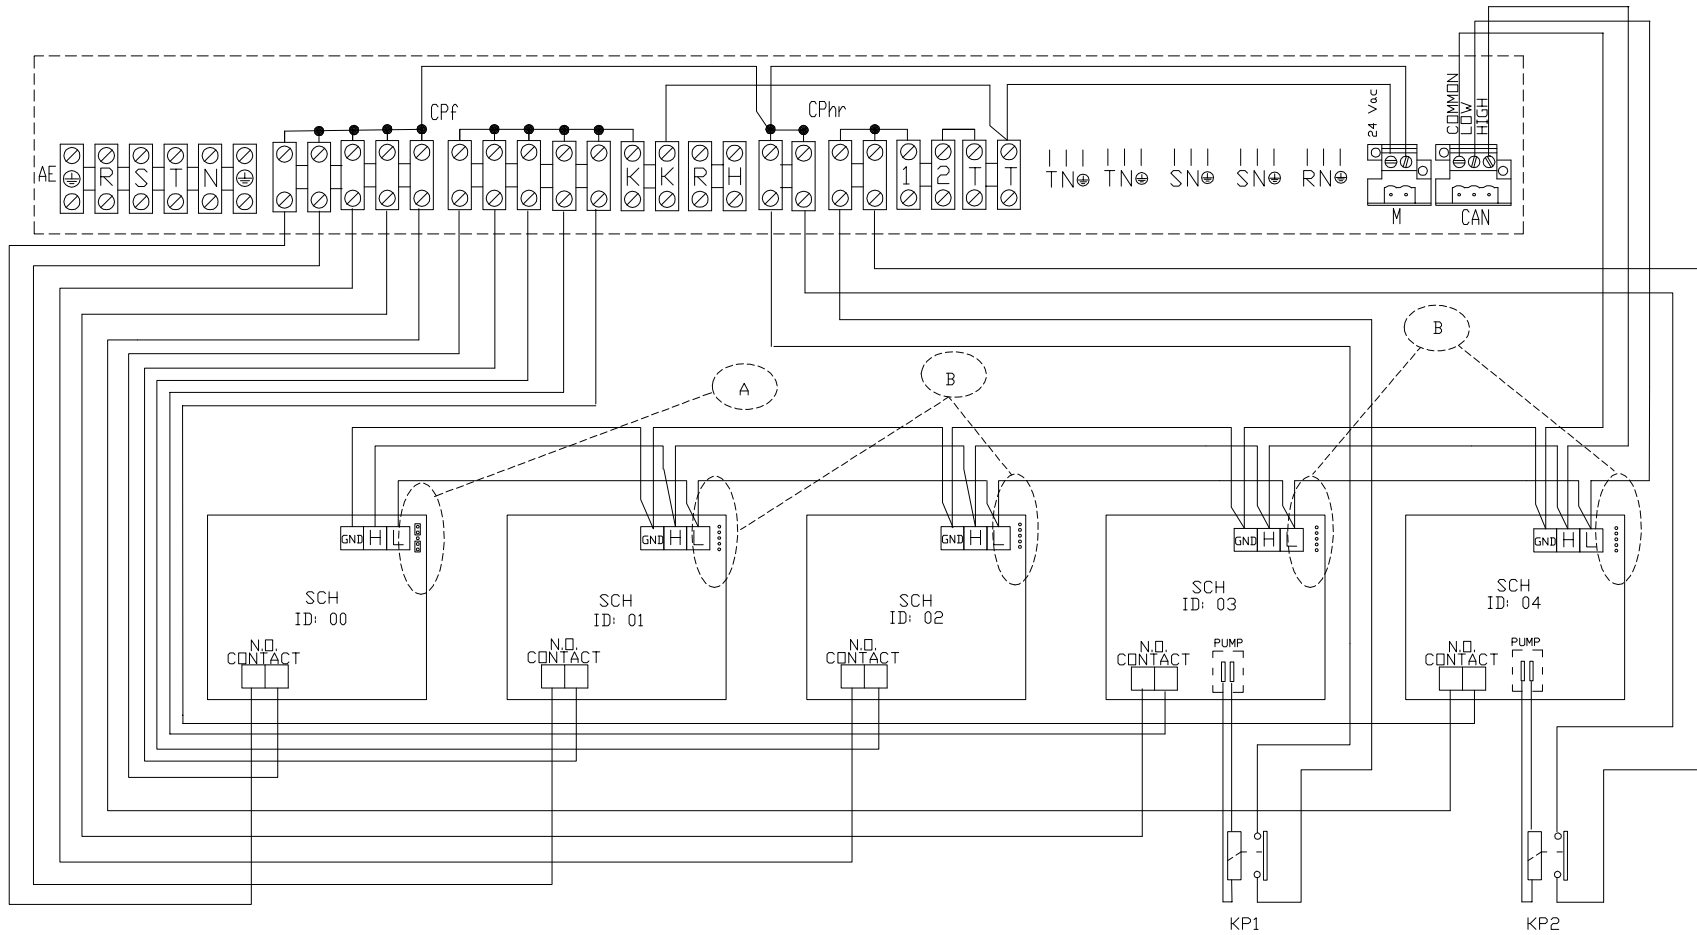 COMMON
LOW
HIGH
24 Vac
CPf
CPhr
AE
R
S
T
N
K
K
R
H
1
2
T
T
TN
TN
SN
SN
RN
M
CAN
A
B
B
GND H L
GND H L
GND H L
GND H L
GND H L
SCH
ID: 00
SCH
ID: 01
SCH
ID: 02
SCH
ID: 03
SCH
ID: 04
N.O.
CONTACT
N.O.
CONTACT
N.O.
CONTACT
N.O.
CONTACT
PUMP
N.O.
CONTACT
PUMP
KP1
KP2